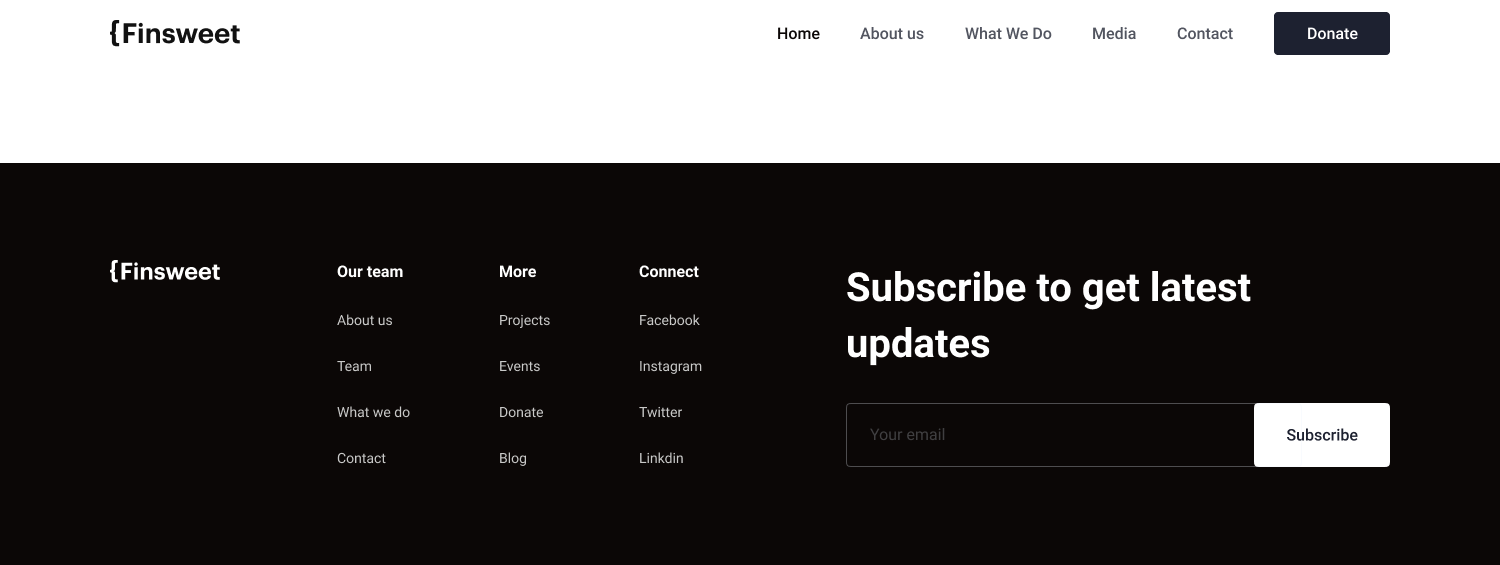 {Finsweet
Home About us What We Do Media Contact Donate
{Finsweet
Our team
About us
Team
What we do
Contact
More
Projects
Events
Donate
Blog
Connect
Facebook
Instagram
Twitter
Linkdin
Subscribe to get latest
updates
Your email
Subscribe